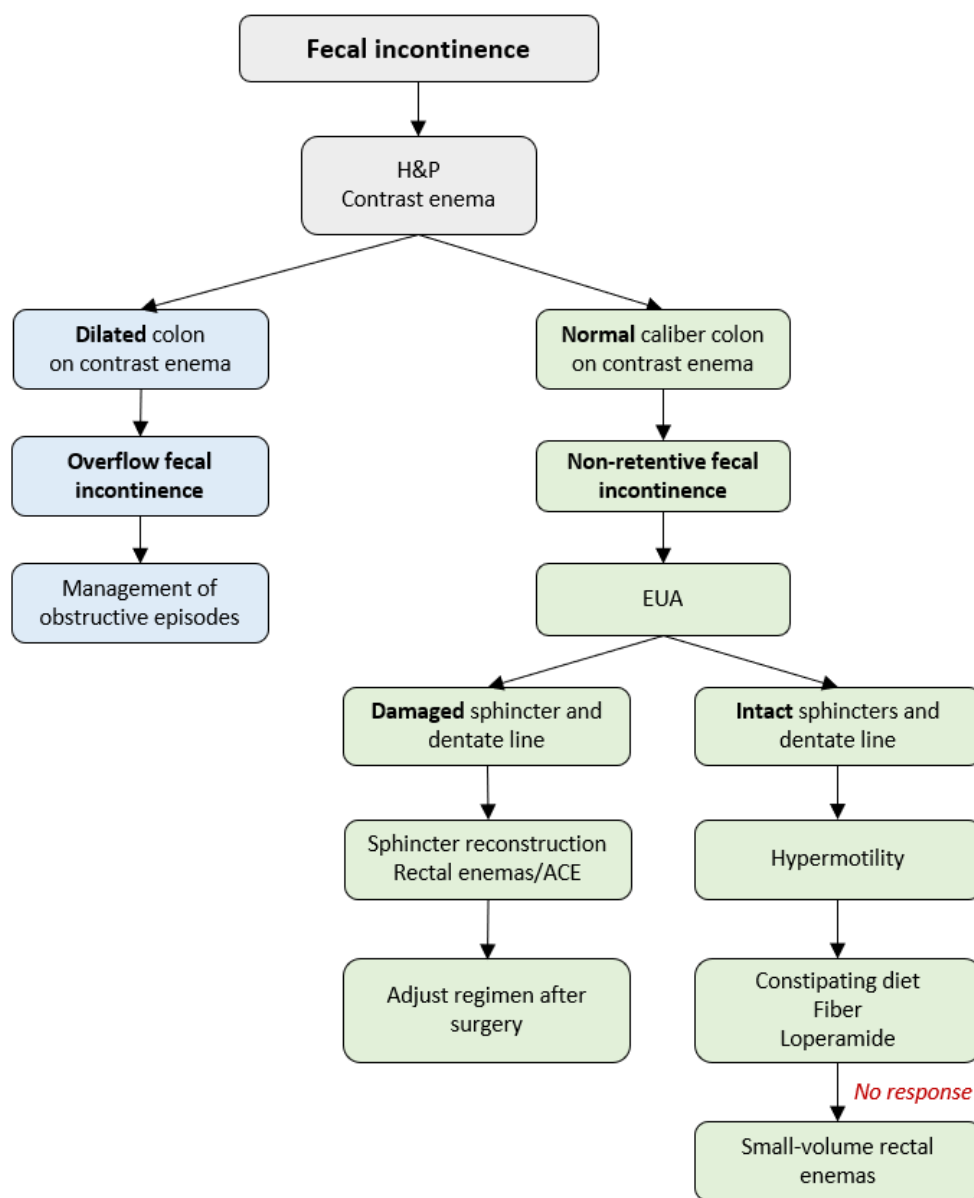 Fecal incontinence
H&P
Contrast enema
Dilated colon
on contrast enema
Normal caliber colon
on contrast enema
Overflow fecal
incontinence
Non-retentive fecal
incontinence
Management of
obstructive episodes
EUA
Damaged sphincter and
dentate line
Intact sphincters and
dentate line
Sphincter reconstruction
Rectal enemas/ACE
Hypermotility
Adjust regimen after
surgery
Constipating diet
Fiber
Loperamide
No response
Small-volume rectal
enemas